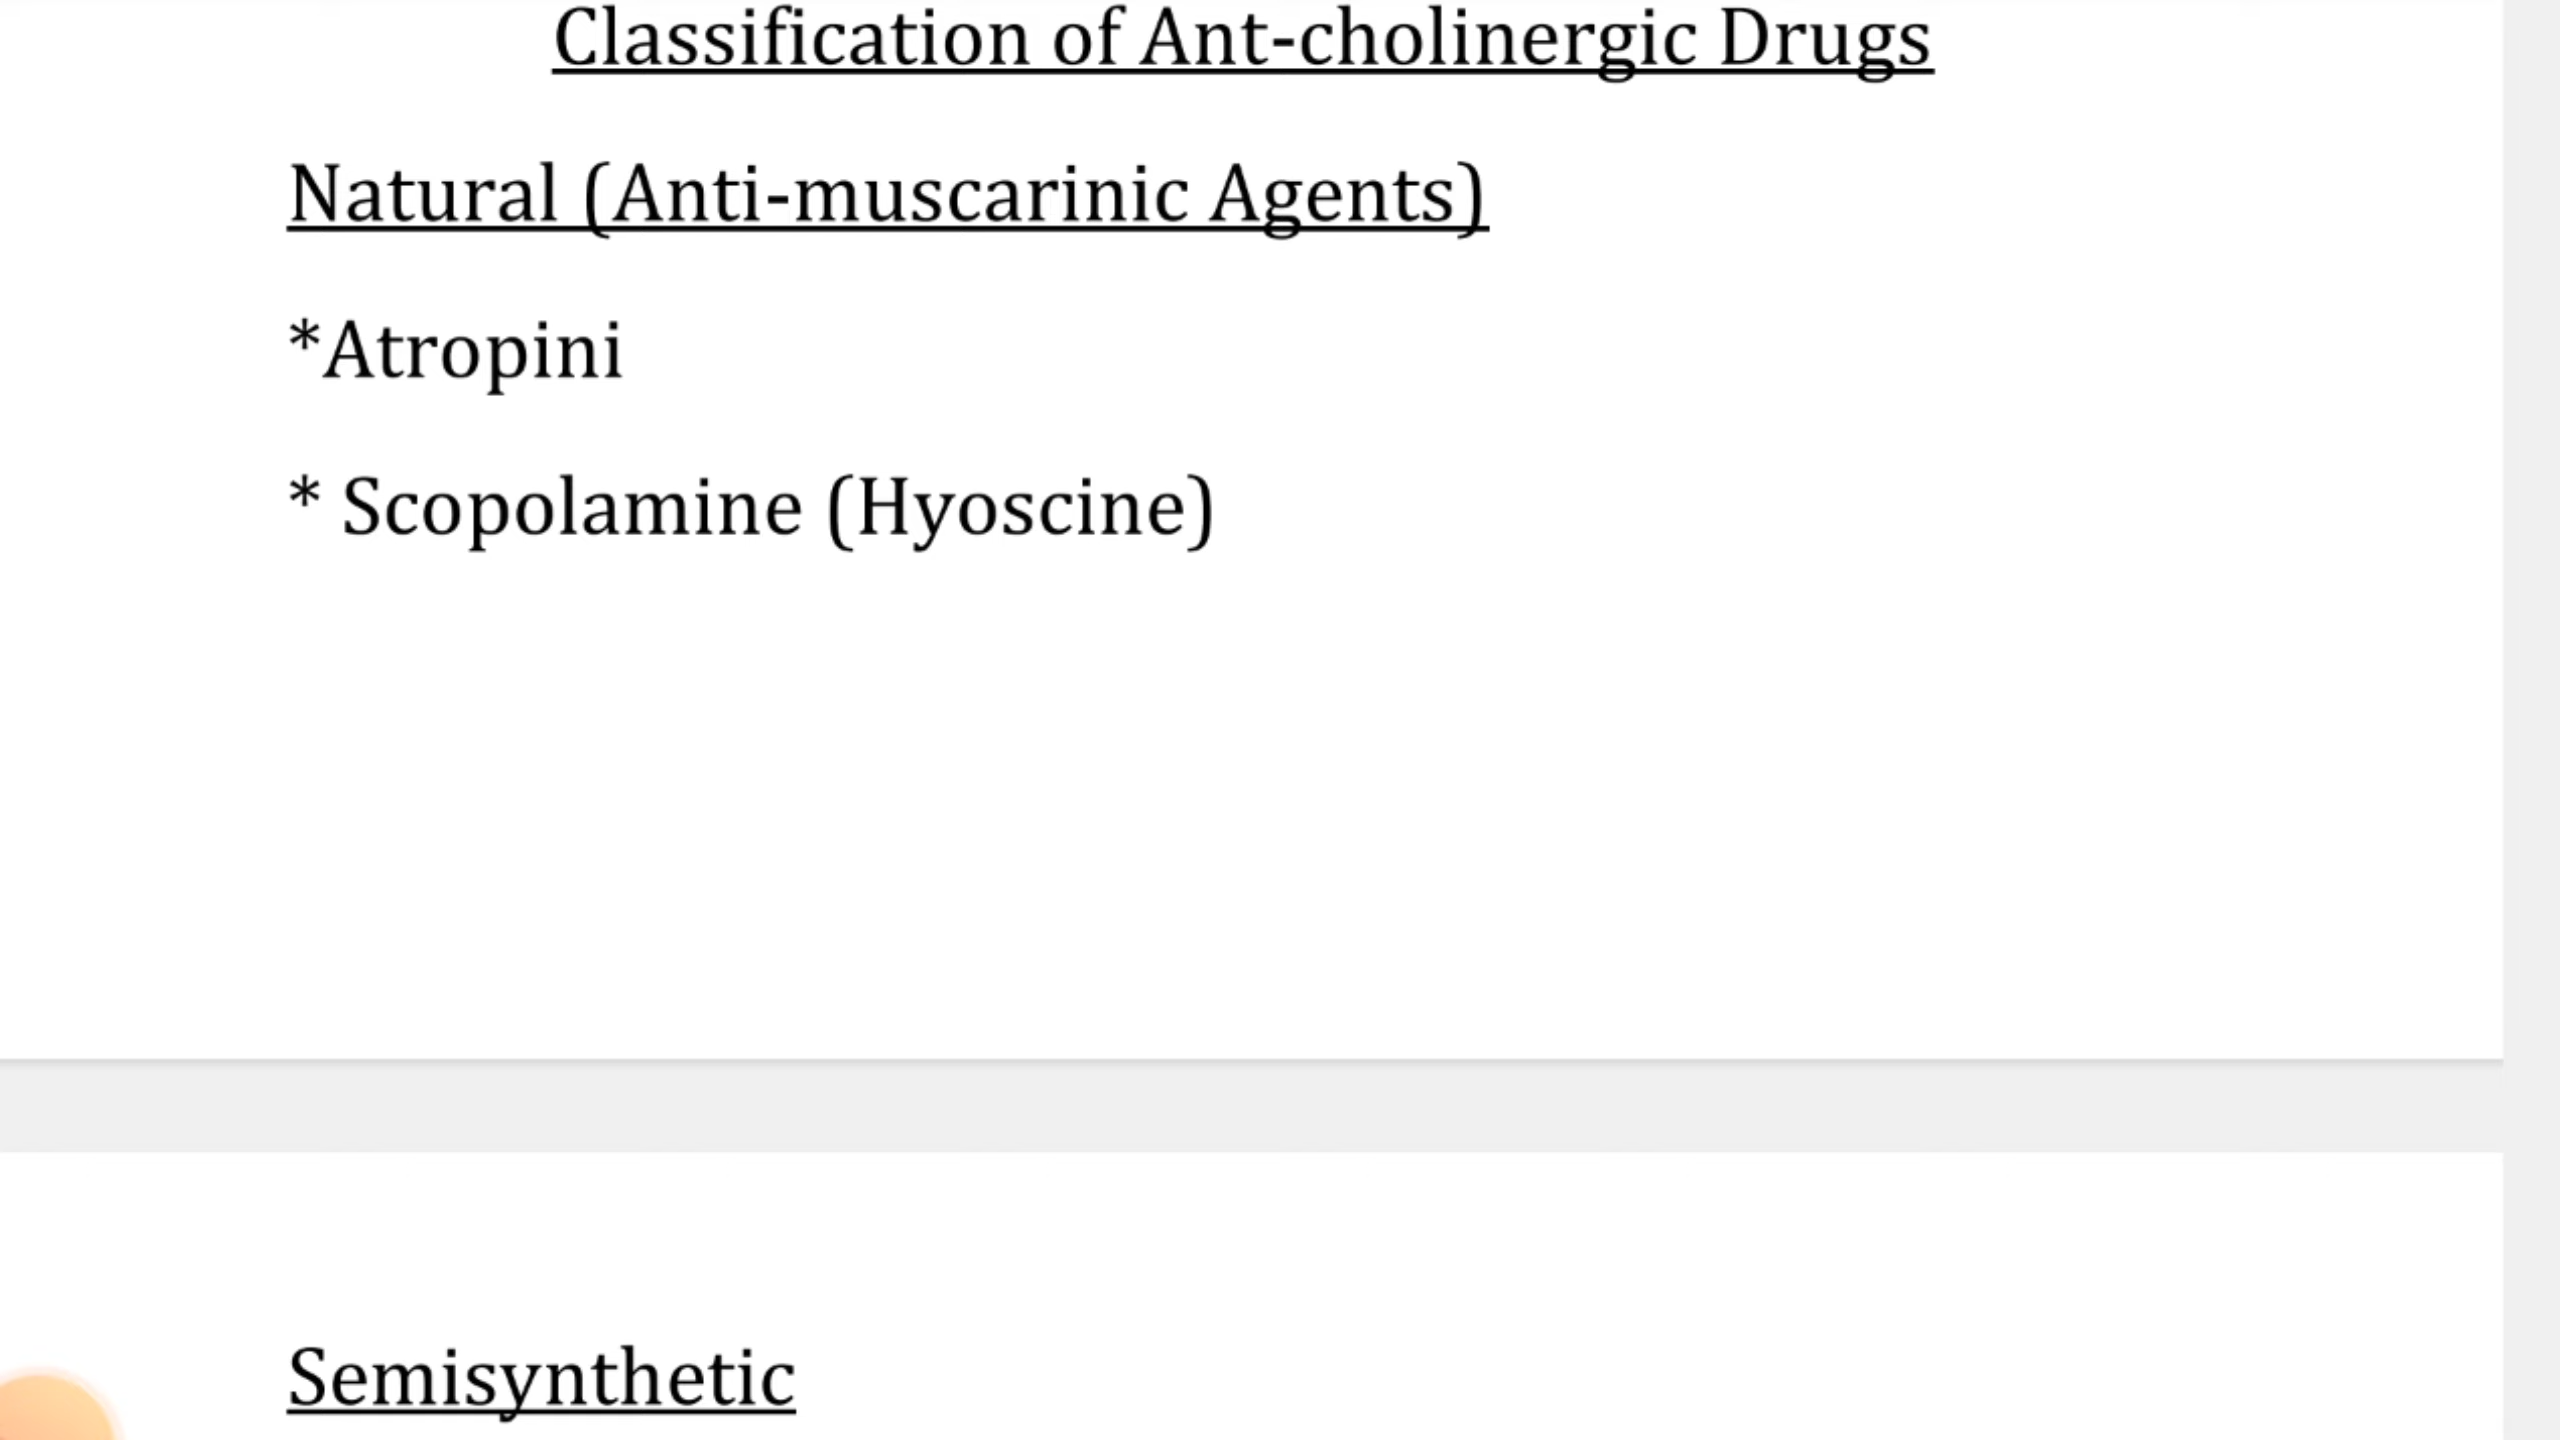 Classification of Ant-cholinergic Drugs
Natural (Anti-muscarinic Agents)
*Atropini
* Scopolamine (Hyoscine)
Semisynthetic